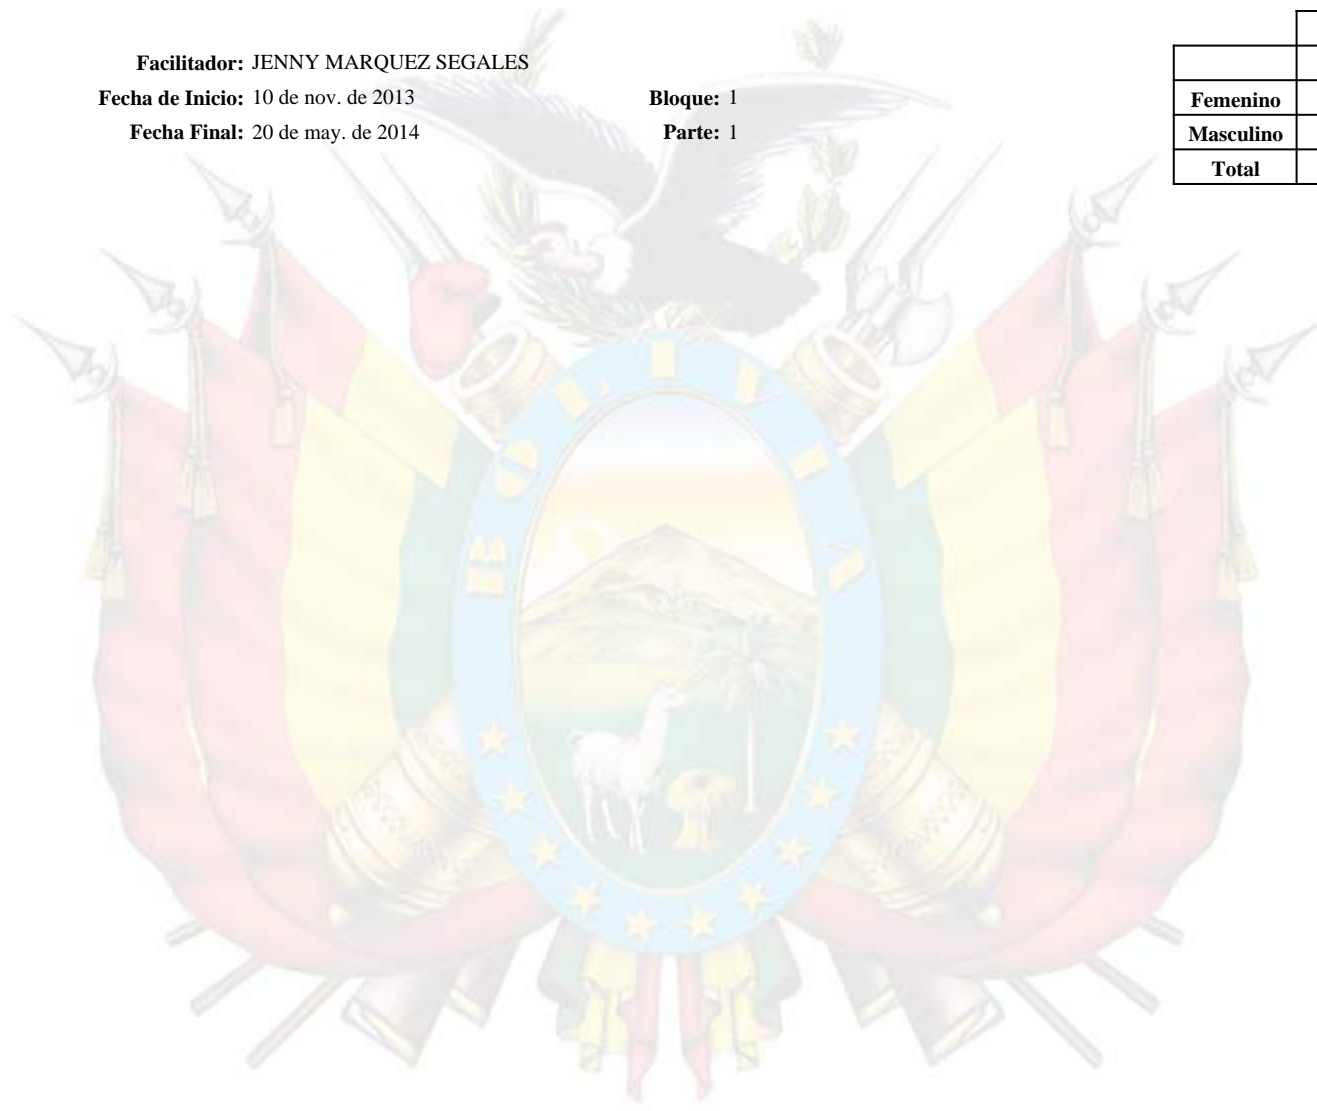 Facilitador: JENNY MARQUEZ SEGALES
Fecha de Inicio: 10 de nov. de 2013 Bloque: 1
Fecha Final: 20 de may. de 2014 Parte: 1
Femenino
Masculino
Total
BOLIVIA